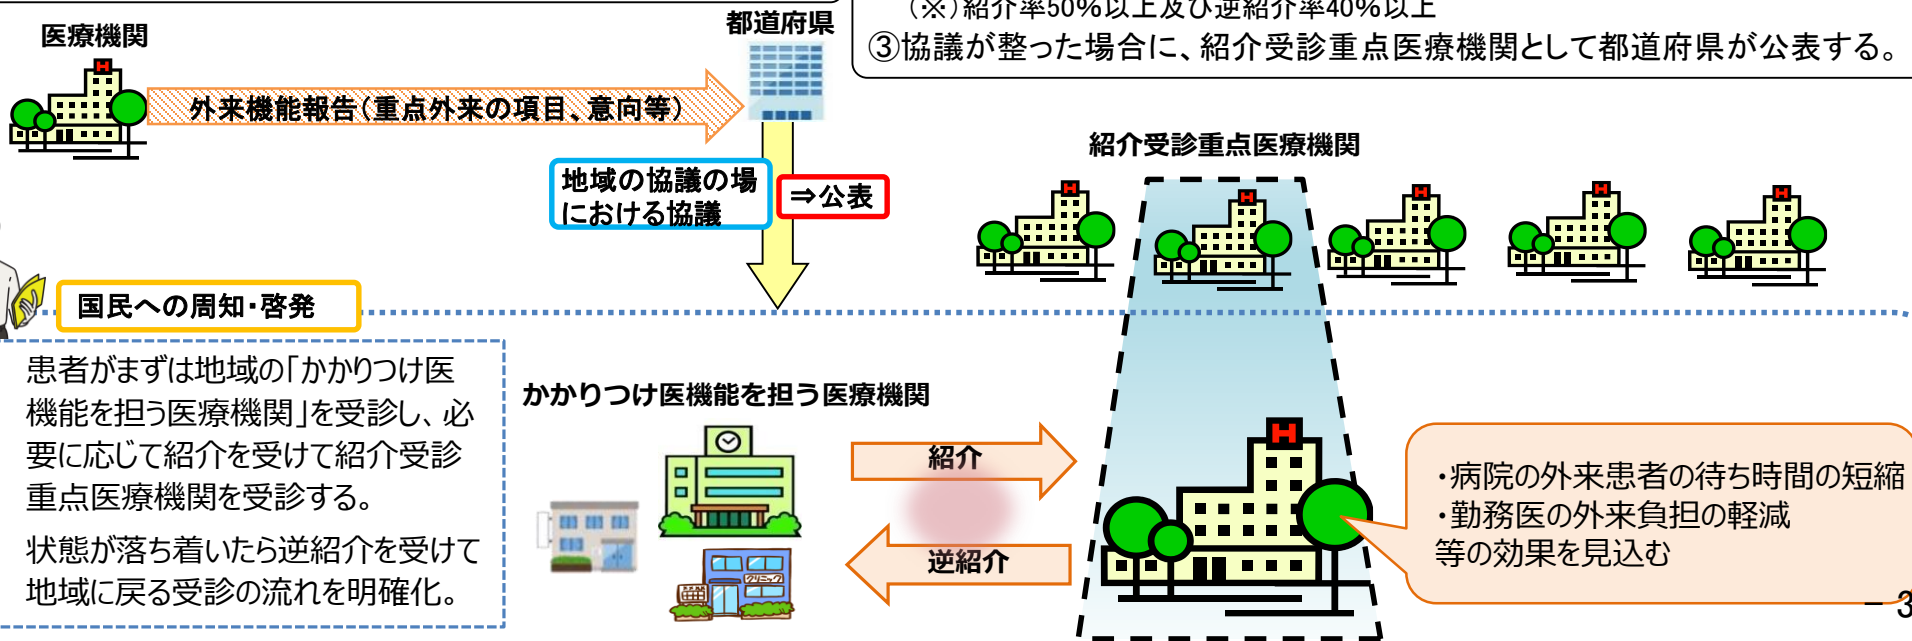 (※)紹介率50%以上及び逆紹介率40%以上
③協議が整った場合に、紹介受診重点医療機関として都道府県が公表する。
医療機関
都道府県
外来機能報告(重点外来の項目、意向等)
地域の協議の場
における協議
⇒公表
紹介受診重点医療機関
国民への周知・啓発
患者がまずは地域の「かかりつけ医
機能を担う医療機関」を受診し、必
要に応じて紹介を受けて紹介受診
重点医療機関を受診する。
状態が落ち着いたら逆紹介を受けて
地域に戻る受診の流れを明確化。
かかりつけ医機能を担う医療機関
クリニック
紹介
逆紹介
・病院の外来患者の待ち時間の短縮
・勤務医の外来負担の軽減
等の効果を見込む
- 3